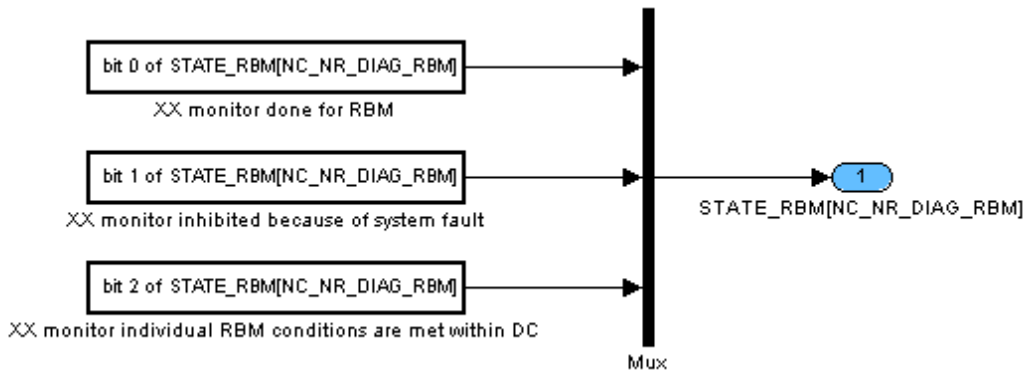 bit 0 of STATE_RBM[NC_NR_DIAG_RBM]
XX monitor done for RBM
bit 1 of STATE_RBM[NC_NR_DIAG_RBM]
XX monitor inhibited because of system fault
1
STATE_RBM[NC_NR_DIAG_RBM]
bit 2 of STATE_RBM[NC_NR_DIAG_RBM]
XX monitor individual RBM conditions are met within DC
Mux